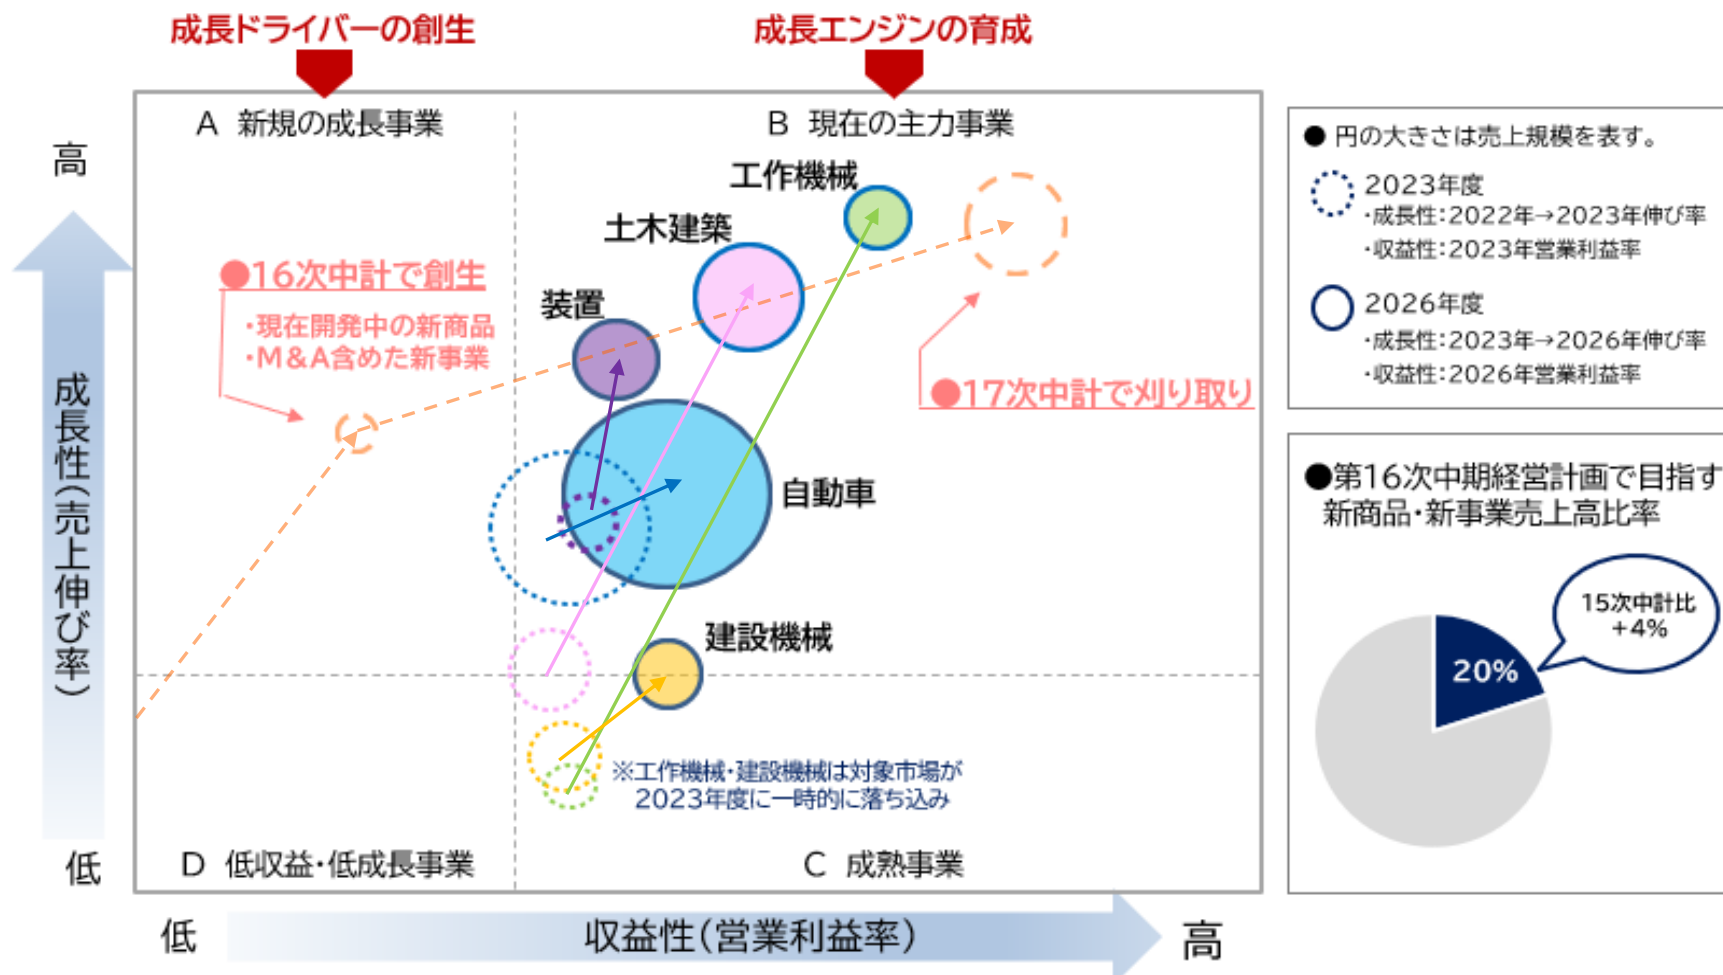 成長ドライバーの創生
成長エンジンの育成
A 新規の成長事業
B 現在の主力事業
高
成長性(売上伸び率)
低
工作機械
土木建築
装置
●16次中計で創生
・現在開発中の新商品
・M&A含めた新事業
●17次中計で刈り取り
自動車
建設機械
※工作機械・建設機械は対象市場が
2023年度に一時的に落ち込み
D 低収益・低成長事業
C 成熟事業
低
収益性(営業利益率)
高
● 円の大きさは売上規模を表す。
2023年度
・成長性:2022年→2023年伸び率
・収益性:2023年営業利益率
2026年度
・成長性:2023年→2026年伸び率
・収益性:2026年営業利益率
●第16次中期経営計画で目指す
新商品・新事業売上高比率
15次中計比
+4%
20%